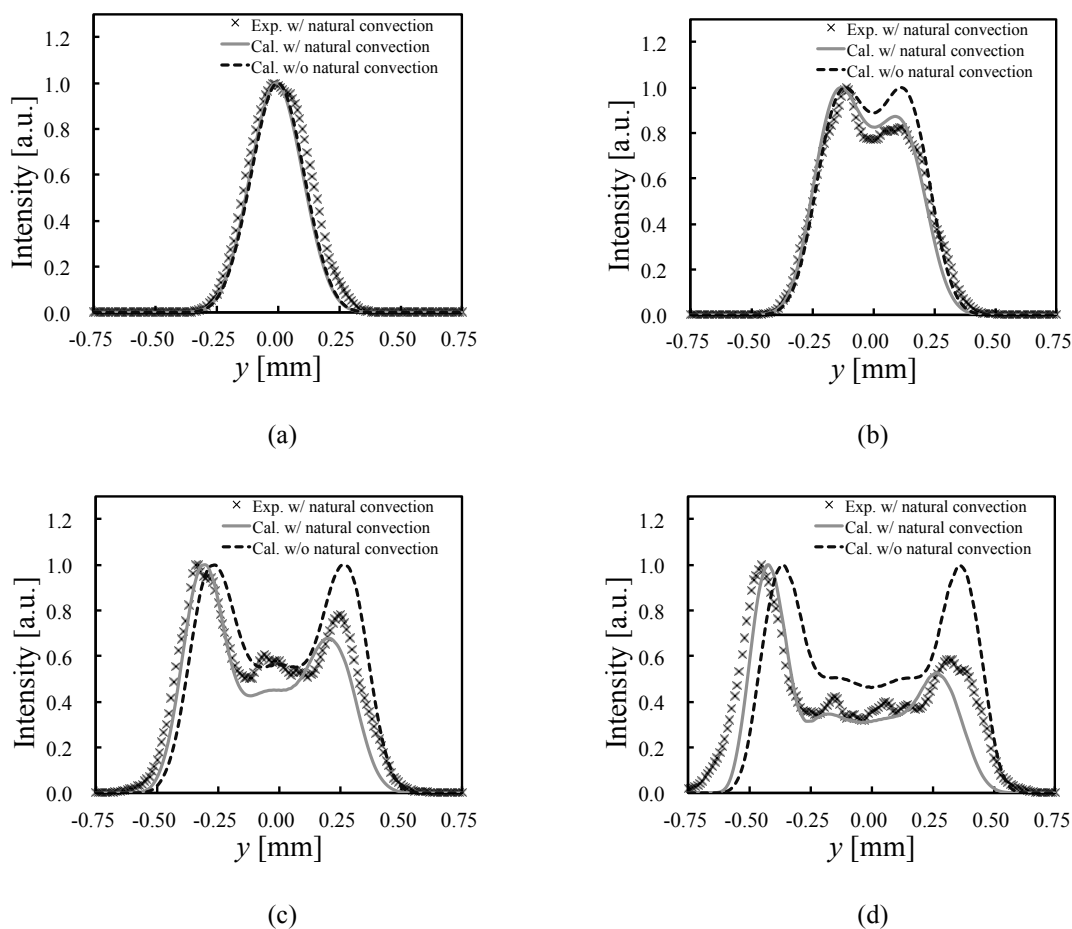 Exp. w/ natural convection
Cal. w/ natural convection
Cal. w/o natural convection
Intensity [a.u.]
1.2
1.0
0.8
0.6
0.4
0.2
0.0
-0.75 -0.50 -0.25 0.00 0.25 0.50 0.75
y [mm]
(a)
Exp. w/ natural convection
Cal. w/ natural convection
Cal. w/o natural convection
Intensity [a.u.]
1.2
1.0
0.8
0.6
0.4
0.2
0.0
-0.75 -0.50 -0.25 0.00 0.25 0.50 0.75
y [mm]
(b)
Exp. w/ natural convection
Cal. w/ natural convection
Cal. w/o natural convection
Intensity [a.u.]
1.2
1.0
0.8
0.6
0.4
0.2
0.0
-0.75 -0.50 -0.25 0.00 0.25 0.50 0.75
y [mm]
(c)
Exp. w/ natural convection
Cal. w/ natural convection
Cal. w/o natural convection
Intensity [a.u.]
1.2
1.0
0.8
0.6
0.4
0.2
0.0
-0.75 -0.50 -0.25 0.00 0.25 0.50 0.75
y [mm]
(d)